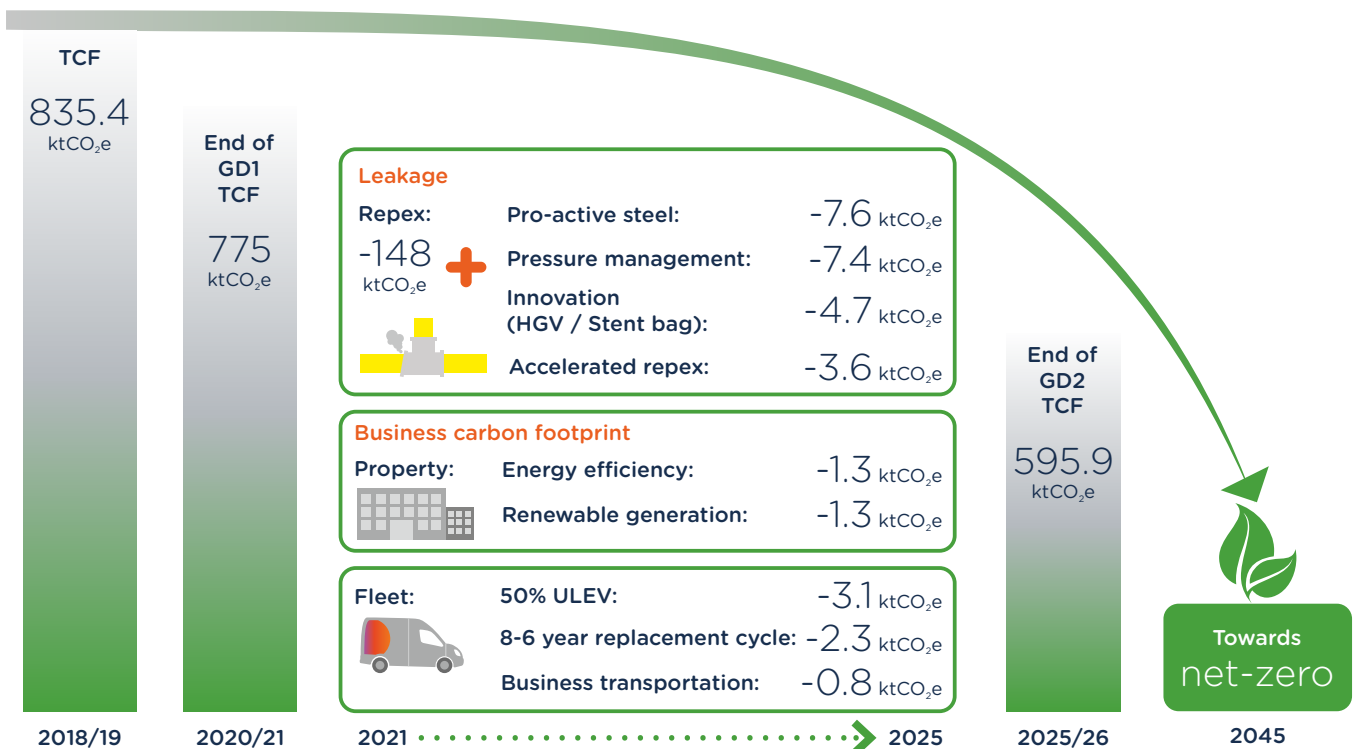 TCF
835.4
ktCO₂e
End of
GD1
TCF
775
ktCO₂e
Leakage
Repex:
-148
ktCO₂e
Pro-active steel: -7.6 ktCO₂e
Pressure management: -7.4 ktCO₂e
Innovation
(HGV / Stent bag): -4.7 ktCO₂e
Accelerated repex: -3.6 ktCO₂e
Business carbon footprint
Property:
Energy efficiency: -1.3 ktCO₂e
Renewable generation: -1.3 ktCO₂e
Fleet:
50% ULEV: -3.1 ktCO₂e
8-6 year replacement cycle: -2.3 ktCO₂e
Business transportation: -0.8 ktCO₂e
End of
GD2
TCF
595.9
ktCO₂e
Towards
net-zero
2018/19
2020/21
2021
2025
2025/26
2045